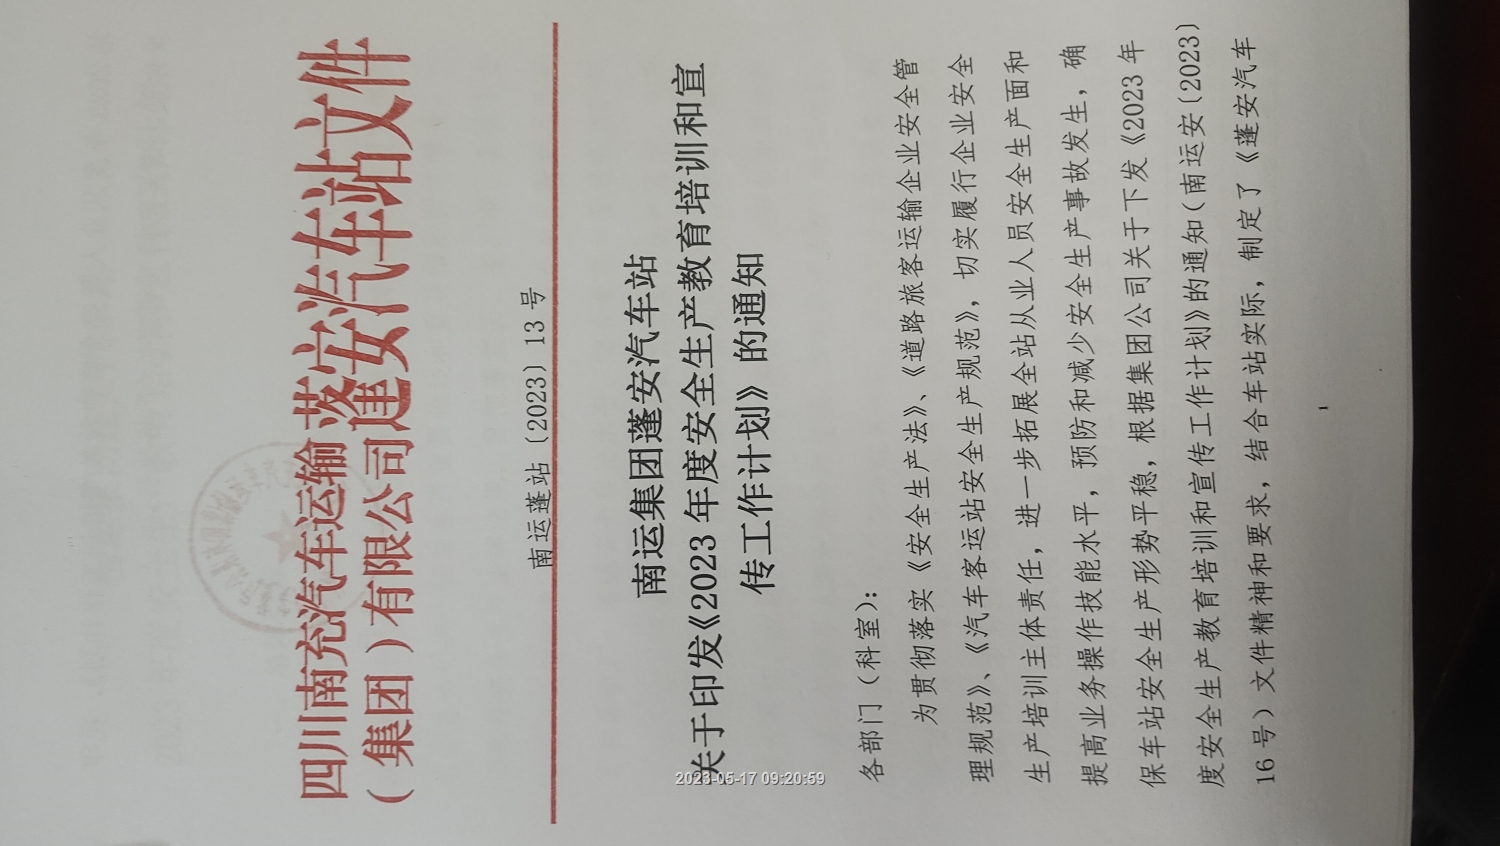 四川南充汽车运输
（集团）有限公司
蓬安汽车站文件
南运蓬站〔2023〕13号
南运集团蓬安汽车站
关于印发《2023年度安全生产教育培训和宣
传工作计划》的通知
各部门（科室）：
为贯彻落实《安全生产法》、《道路旅客运输企业安全管
理规范》、《汽车客运站安全生产规范》，切实履行企业安全
生产培训主体责任，进一步拓展全站从业人员安全生产面和
提高业务操作技能水平，预防和减少安全生产事故发生，确
保车站安全生产形势平稳，根据集团公司关于下发《2023年
度安全生产教育培训和宣传工作计划》的通知（南运安〔2023〕
16号）文件精神和要求，结合车站实际，制定了《蓬安汽车
1
2023-05-17 09:20:59